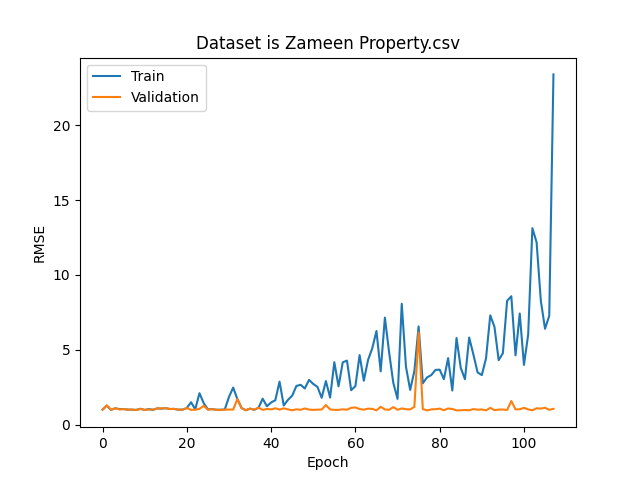 Dataset is Zameen Property.csv
Train
Validation
RMSE
20
15
10
5
0
0 20 40 60 80 100
Epoch